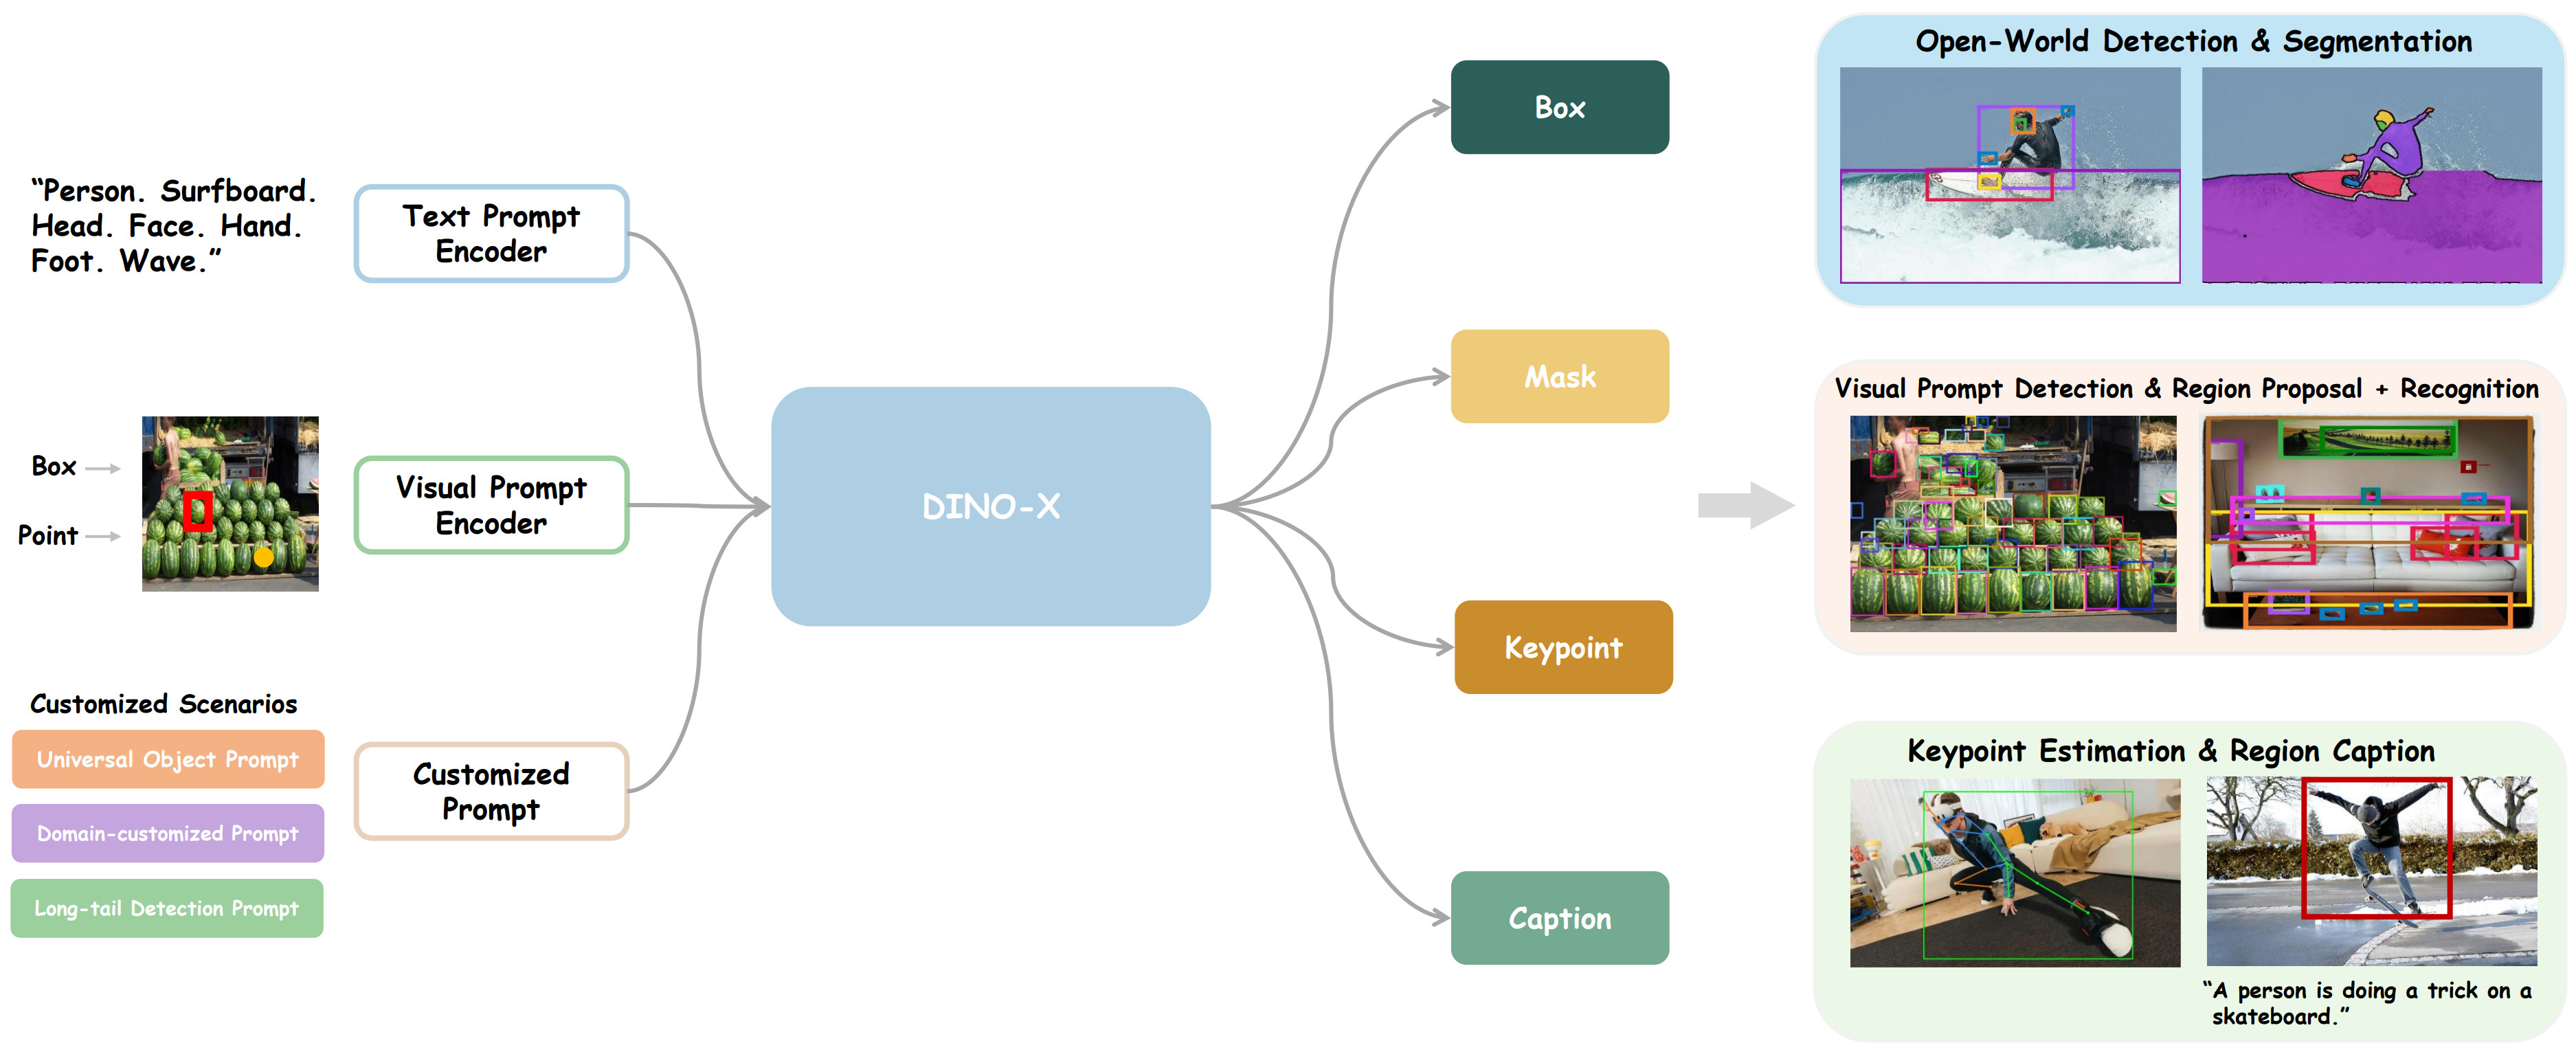 “Person. Surfboard.
Head. Face. Hand.
Foot. Wave.”
Text Prompt
Encoder
Box
Point
Visual Prompt
Encoder
Customized Scenarios
Universal Object Prompt
Domain-customized Prompt
Long-tail Detection Prompt
Customized
Prompt
DINO-X
Box
Mask
Keypoint
Caption
Open-World Detection & Segmentation
Visual Prompt Detection & Region Proposal + Recognition
Keypoint Estimation & Region Caption
“A person is doing a trick on a
skateboard.”